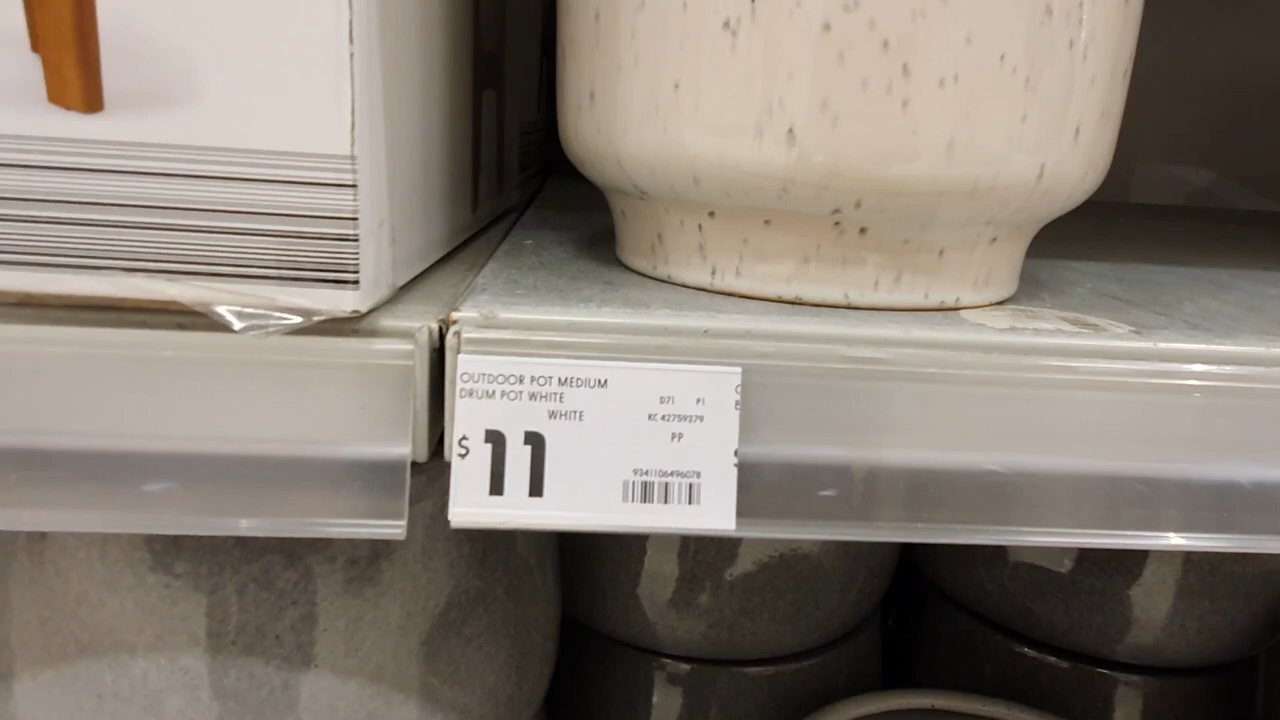 OUTDOOR POT MEDIUM
DRUM POT WHITE
WHITE
D71 P1
KC 42759379
PP
$11
9341106496078